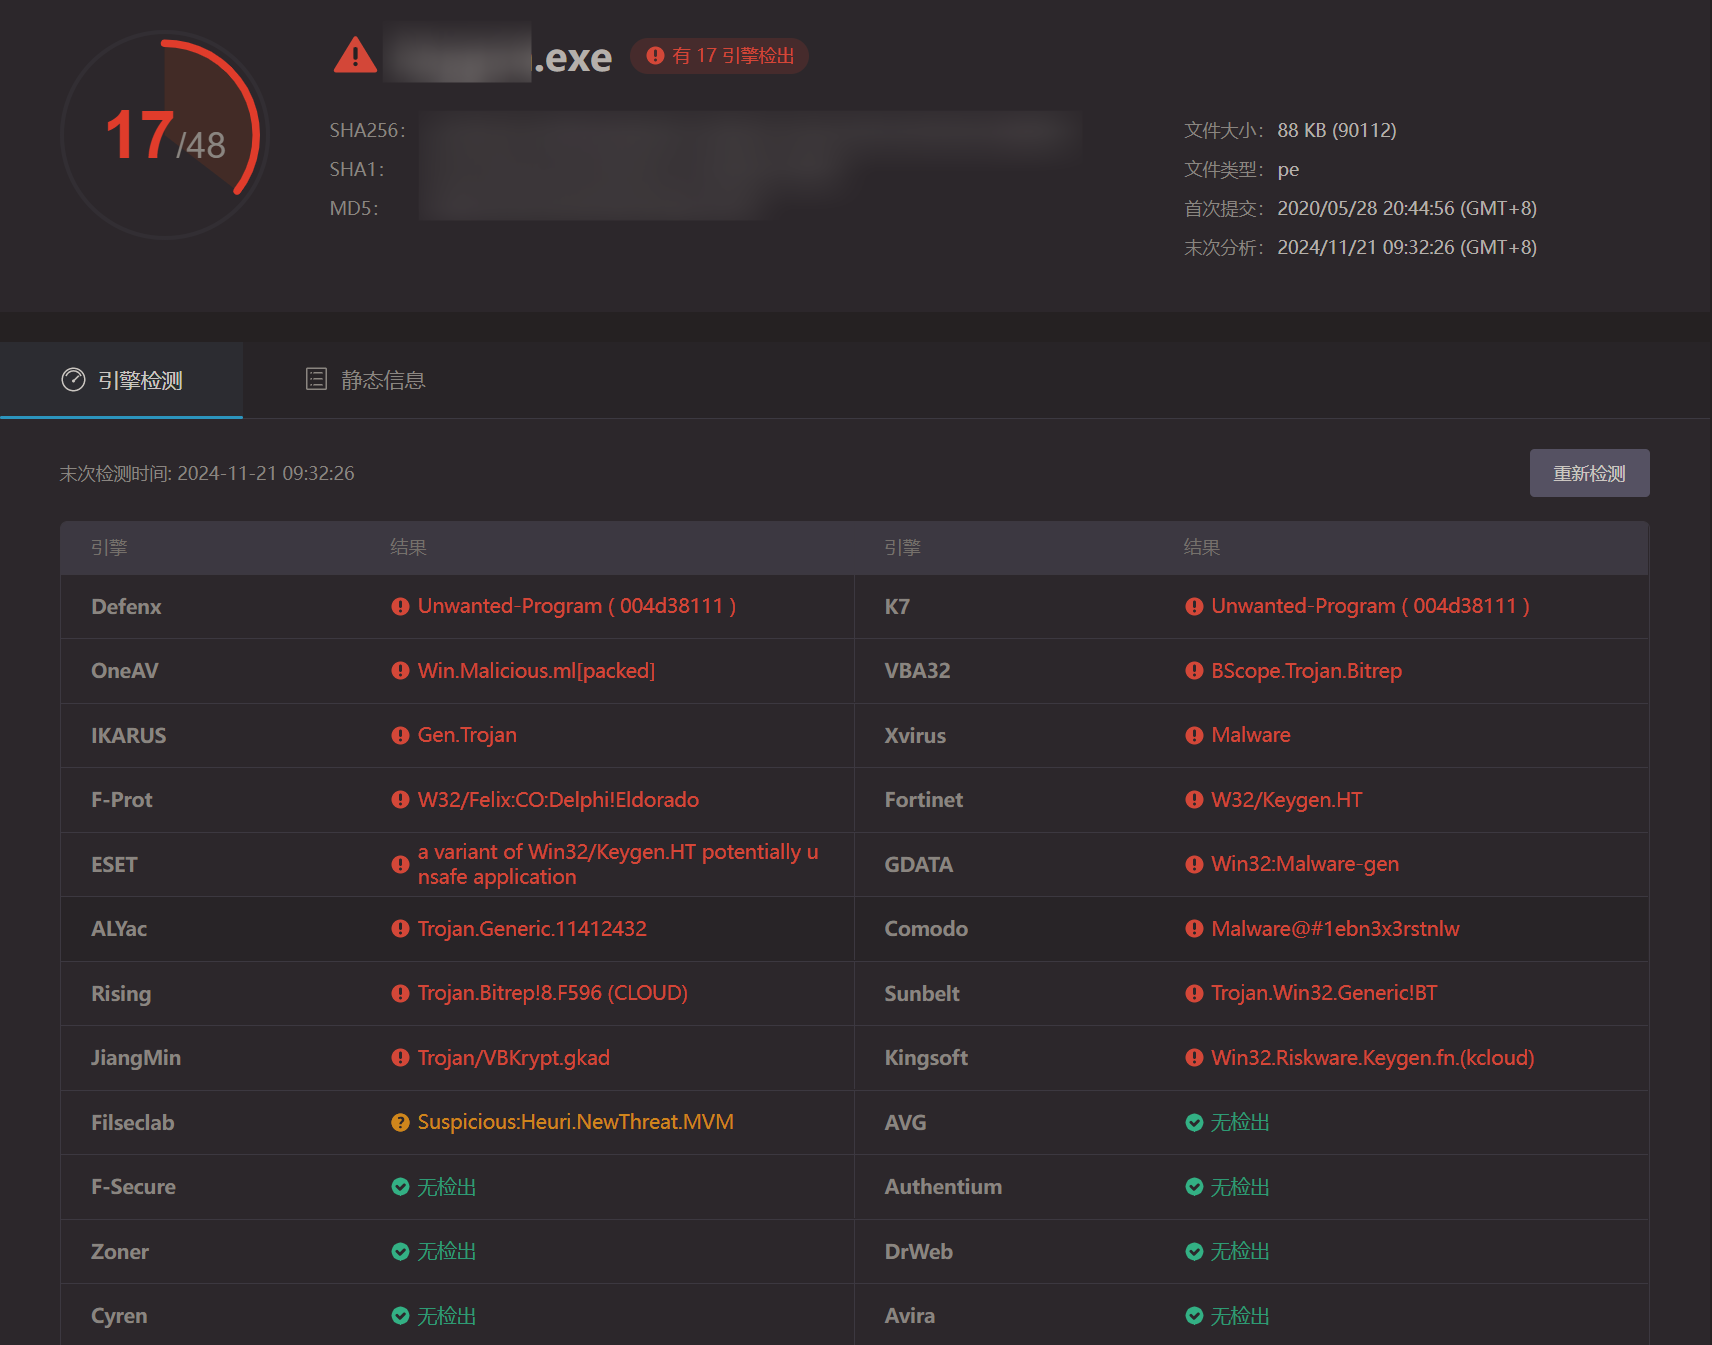 17/48
.exe
有 17 引擎检出
SHA256:
SHA1:
MD5:
文件大小: 88 KB (90112)
文件类型: pe
首次提交: 2020/05/28 20:44:56 (GMT+8)
末次分析: 2024/11/21 09:32:26 (GMT+8)
引擎检测
静态信息
末次检测时间: 2024-11-21 09:32:26
重新检测
引擎 结果 引擎 结果
Defenx Unwanted-Program ( 004d38111 ) K7 Unwanted-Program ( 004d38111 )
OneAV Win.Malicious.ml[packed] VBA32 BScope.Trojan.Bitrep
IKARUS Gen.Trojan Xvirus Malware
F-Prot W32/Felix:CO:Delphi!Eldorado Fortinet W32/Keygen.HT
ESET a variant of Win32/Keygen.HT potentially u
nsafe application GDATA Win32:Malware-gen
ALYac Trojan.Generic.11412432 Comodo Malware@#1ebn3x3rstnlw
Rising Trojan.Bitrep!8.F596 (CLOUD) Sunbelt Trojan.Win32.Generic!BT
JiangMin Trojan/VBKrypt.gkad Kingsoft Win32.Riskware.Keygen.fn.(kcloud)
Filseclab Suspicious:Heuri.NewThreat.MVM AVG 无检出
F-Secure 无检出 Authentium 无检出
Zoner 无检出 DrWeb 无检出
Cyren 无检出 Avira 无检出